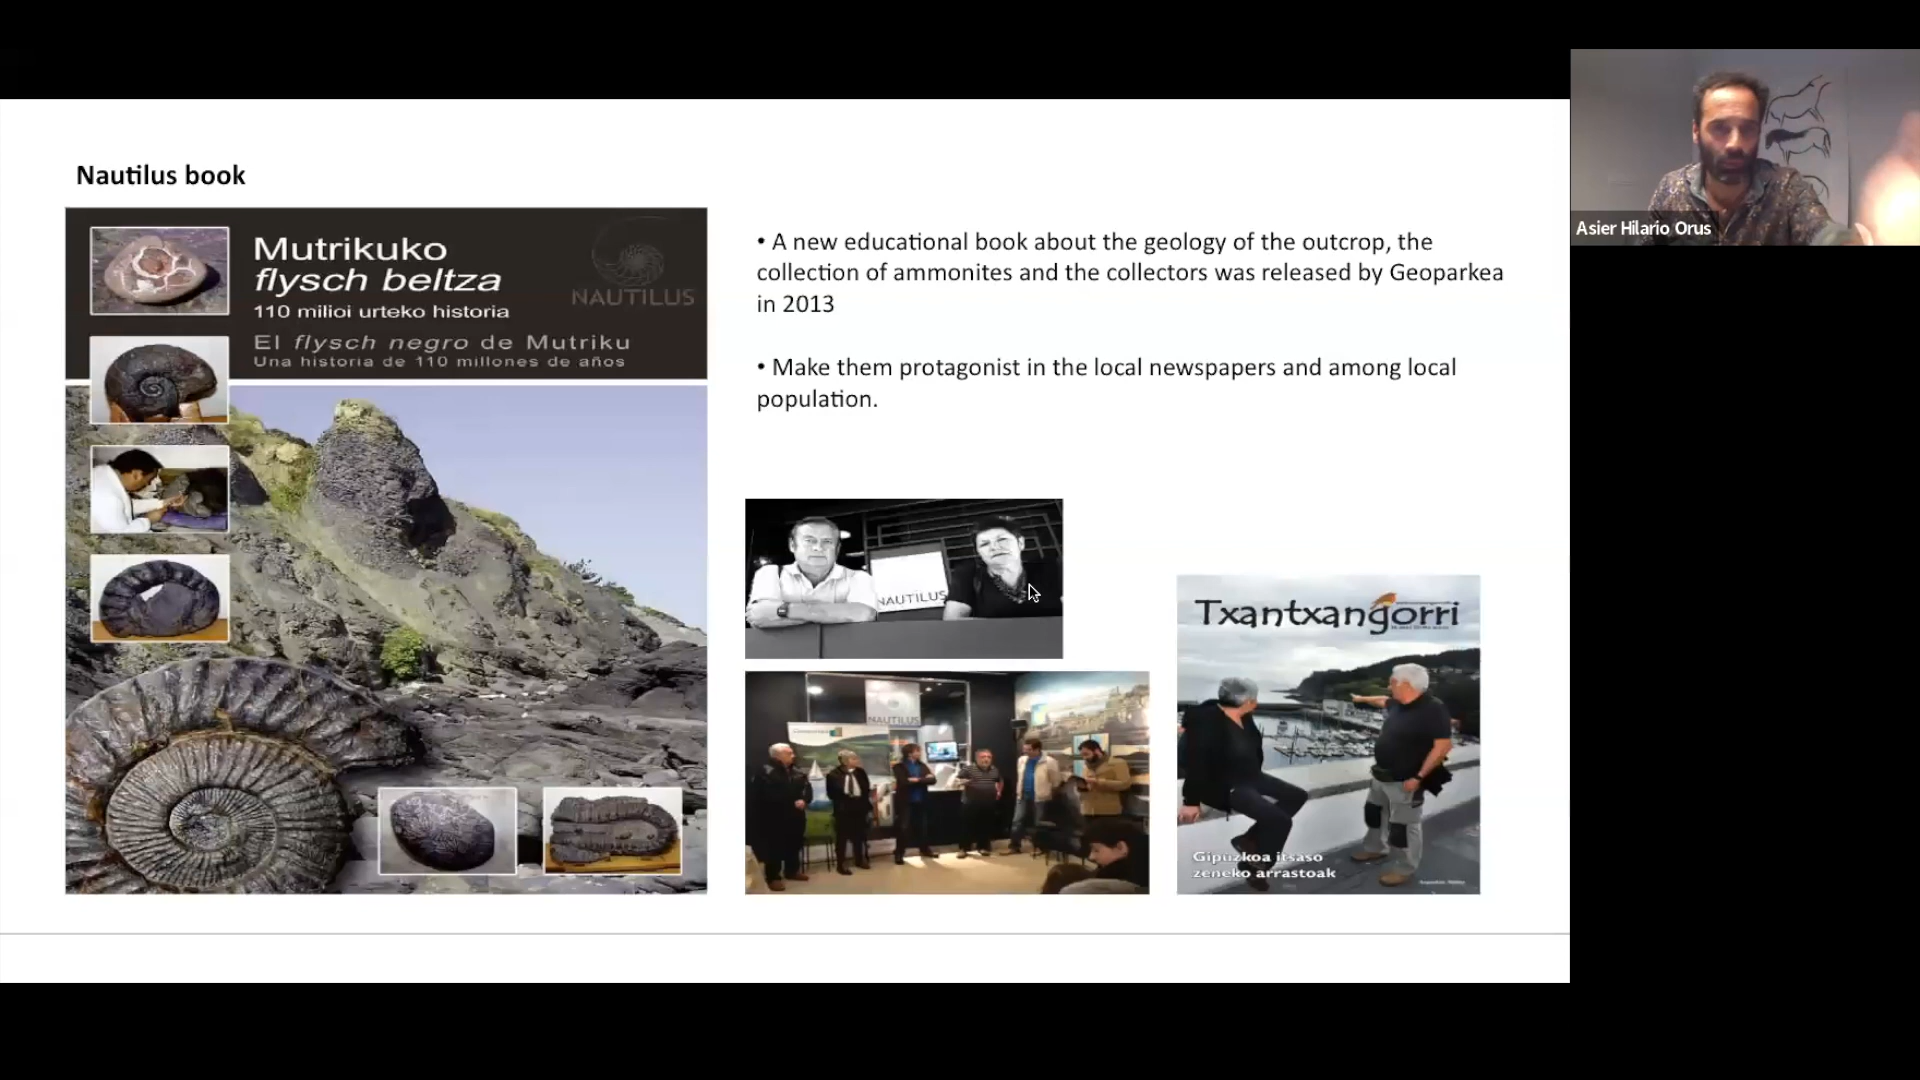 Nautilus book
Mutrikuko
flysch beltza
110 milioi urteko historia
El flysch negro de Mutriku
Una historia de 110 millones de años
NAUTILUS
• A new educational book about the geology of the outcrop, the
collection of ammonites and the collectors was released by Geoparkea
in 2013
• Make them protagonist in the local newspapers and among local
population.
NAUTILUS
NAUTILUS
Txantxangorri
Gipuzkoa itsaso
zeneko arrastoak
Asier Hilario Orus